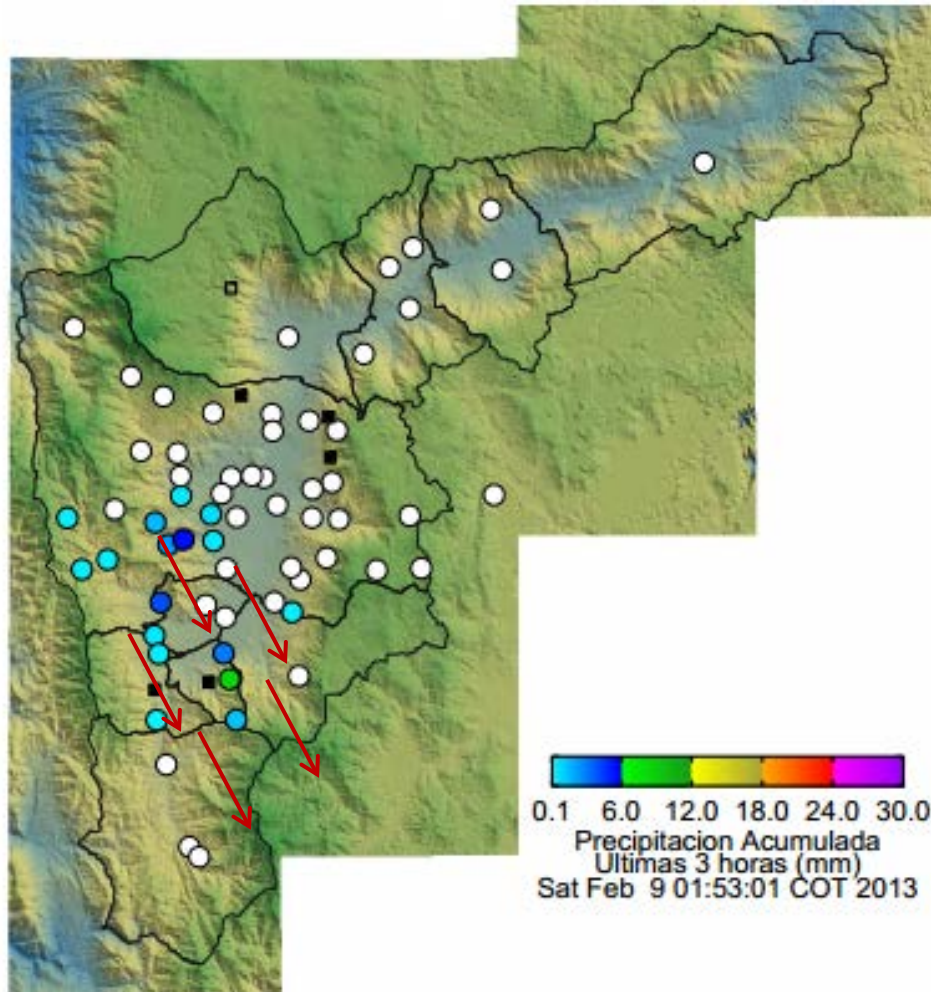 0.1 6.0 12.0 18.0 24.0 30.0
Precipitacion Acumulada
Ultimas 3 horas (mm)
Sat Feb 9 01:53:01 COT 2013